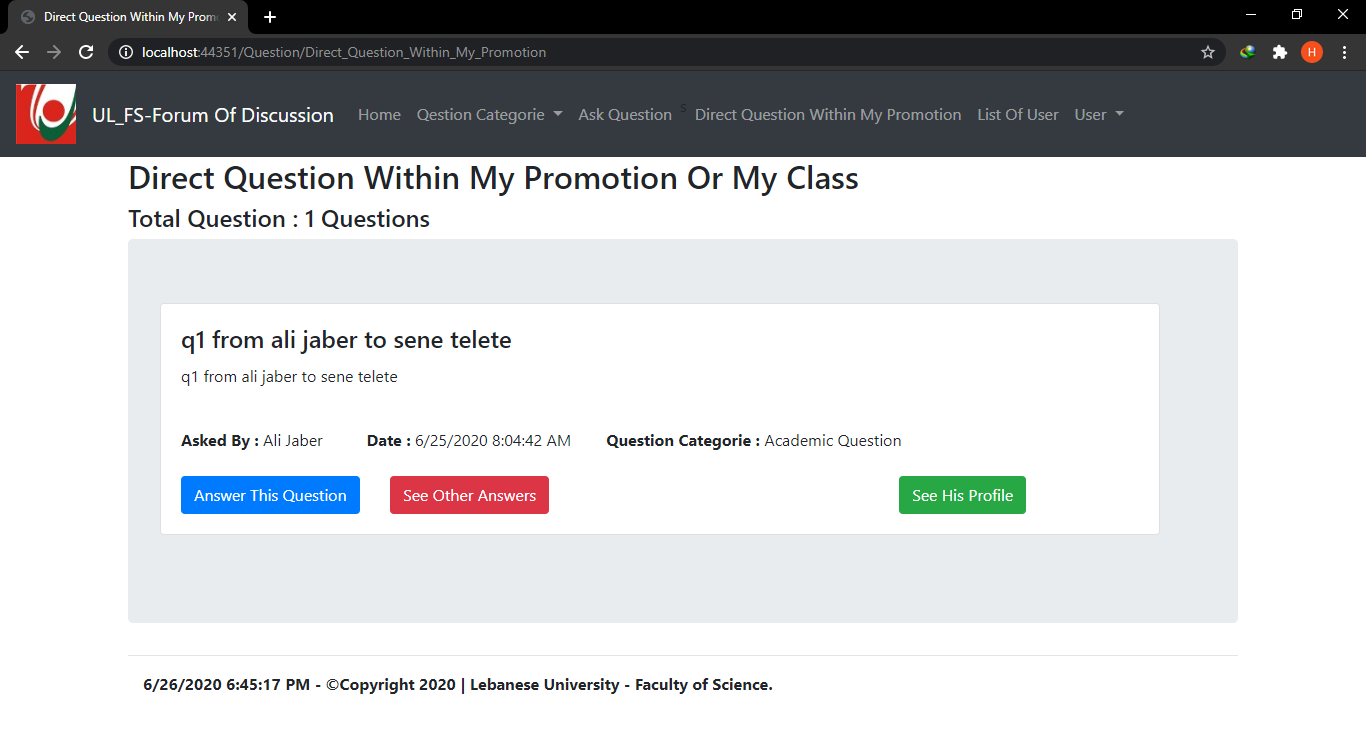 Direct Question Within My Prom
localhost:44351/Question/Direct_Question_Within_My_Promotion
H
UL_FS-Forum Of Discussion Home Qestion Categorie Ask Question 5 Direct Question Within My Promotion List Of User User
Direct Question Within My Promotion Or My Class
Total Question : 1 Questions
q1 from ali jaber to sene telete
q1 from ali jaber to sene telete
Asked By : Ali Jaber Date : 6/25/2020 8:04:42 AM Question Categorie : Academic Question
Answer This Question See Other Answers See His Profile
6/26/2020 6:45:17 PM - ©Copyright 2020 | Lebanese University - Faculty of Science.